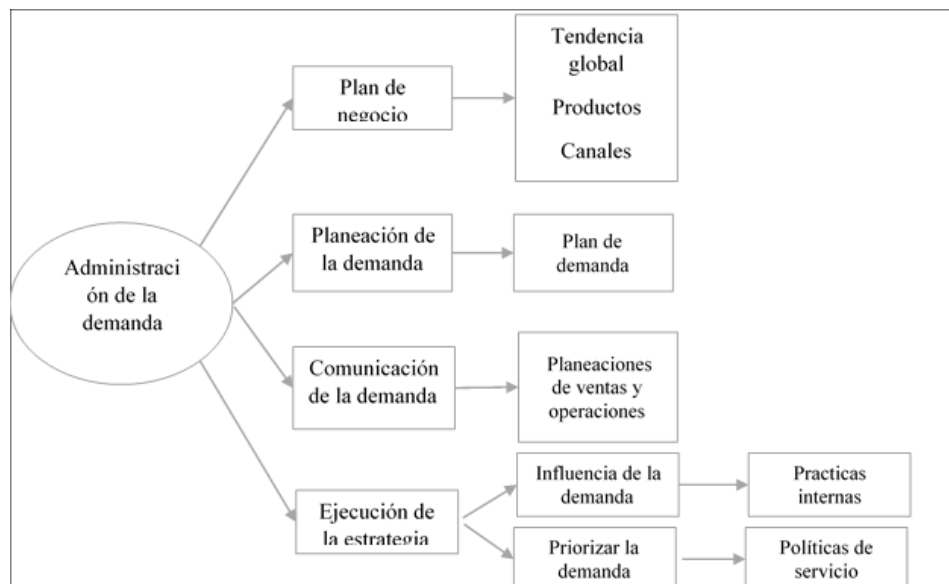 Tendencia
global
Productos
Canales
Plan de
negocio
Planeación de
la demanda
Plan de
demanda
Administraci
ón de la
demanda
Comunicación
de la demanda
Planeaciones
de ventas y
operaciones
Influencia de la
demanda
Practicas
internas
Ejecución de
la estrategia
Priorizar la
demanda
Políticas de
servicio